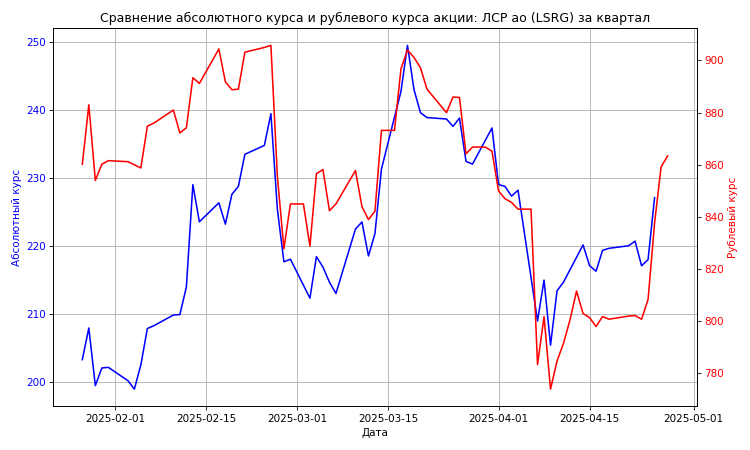 Сравнение абсолютного курса и рублевого курса акции: ЛСР ао (LSRG) за квартал
250
240
230
220
210
200
Абсолютный курс
900
880
860
840
820
800
780
Рублевый курс
2025-02-01 2025-02-15 2025-03-01 2025-03-15 2025-04-01 2025-04-15 2025-05-01
Дата